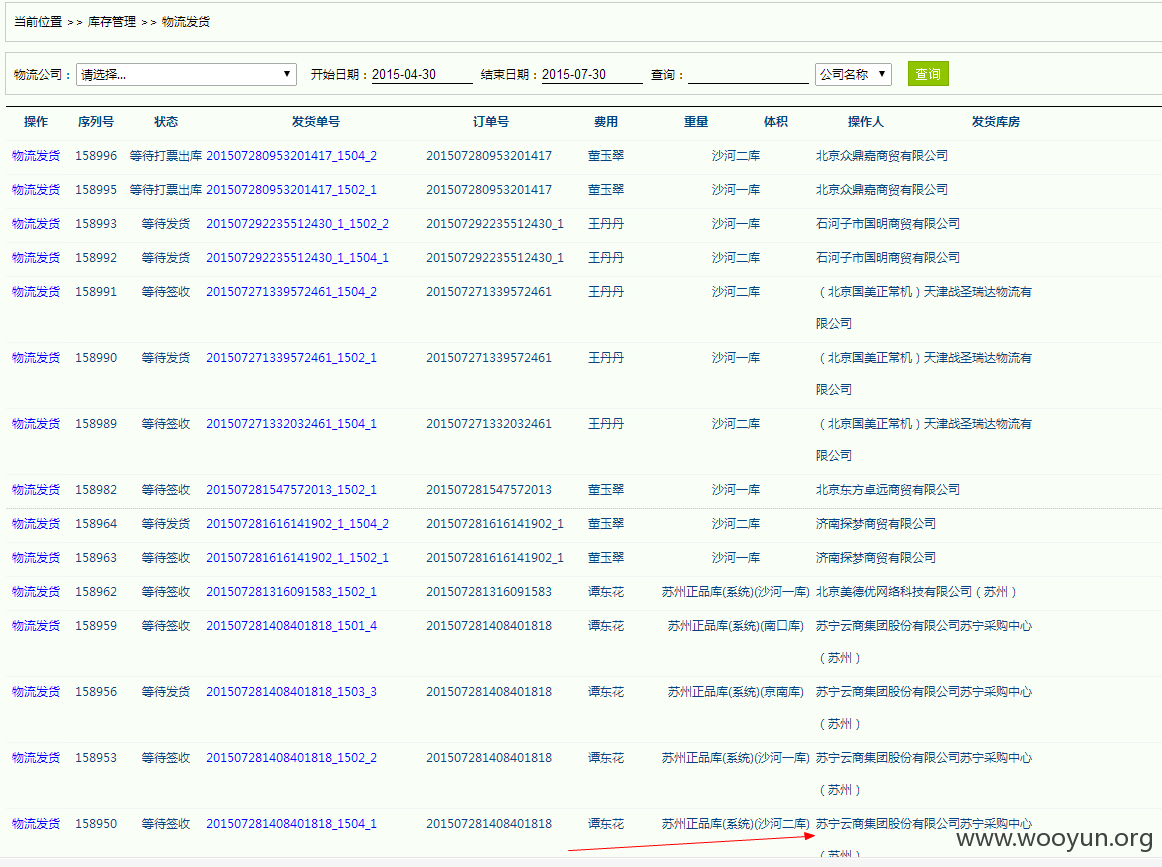 当前位置 >> 库存管理 >> 物流发货
物流公司： 请选择... 开始日期：2015-04-30 结束日期：2015-07-30 查询： 公司名称 查询
操作 序列号 状态 发货单号 订单号 费用 重量 体积 操作人 发货库房
物流发货 158996 等待打票出库 201507280953201417_1504_2 201507280953201417 董玉翠 沙河二库 北京众鼎嘉商贸有限公司
物流发货 158995 等待打票出库 201507280953201417_1502_1 201507280953201417 董玉翠 沙河一库 北京众鼎嘉商贸有限公司
物流发货 158993 等待发货 201507292235512430_1_1502_2 201507292235512430_1 王丹丹 沙河一库 石河子市国明商贸有限公司
物流发货 158992 等待发货 201507292235512430_1_1504_1 201507292235512430_1 王丹丹 沙河二库 石河子市国明商贸有限公司
物流发货 158991 等待签收 201507271339572461_1504_2 201507271339572461 王丹丹 沙河二库 （北京国美正常机）天津战圣瑞达物流有
限公司
物流发货 158990 等待发货 201507271339572461_1502_1 201507271339572461 王丹丹 沙河一库 （北京国美正常机）天津战圣瑞达物流有
限公司
物流发货 158989 等待签收 201507271332032461_1504_1 201507271332032461 王丹丹 沙河二库 （北京国美正常机）天津战圣瑞达物流有
限公司
物流发货 158982 等待签收 201507281547572013_1502_1 201507281547572013 董玉翠 沙河一库 北京东方卓远商贸有限公司
物流发货 158964 等待发货 201507281616141902_1_1504_2 201507281616141902_1 董玉翠 沙河二库 济南探梦商贸有限公司
物流发货 158963 等待签收 201507281616141902_1_1502_1 201507281616141902_1 董玉翠 沙河一库 济南探梦商贸有限公司
物流发货 158962 等待签收 201507281316091583_1502_1 201507281316091583 谭东花 苏州正品库(系统)(沙河一库) 北京美德优网络科技有限公司（苏州）
物流发货 158959 等待签收 201507281408401818_1501_4 201507281408401818 谭东花 苏州正品库(系统)(南口库) 苏宁云商集团股份有限公司苏宁采购中心
（苏州）
物流发货 158956 等待发货 201507281408401818_1503_3 201507281408401818 谭东花 苏州正品库(系统)(京南库) 苏宁云商集团股份有限公司苏宁采购中心
（苏州）
物流发货 158953 等待签收 201507281408401818_1502_2 201507281408401818 谭东花 苏州正品库(系统)(沙河一库) 苏宁云商集团股份有限公司苏宁采购中心
（苏州）
物流发货 158950 等待签收 201507281408401818_1504_1 201507281408401818 谭东花 苏州正品库(系统)(沙河二库) 苏宁云商集团股份有限公司苏宁采购中心
（苏州）
www.wooyun.org